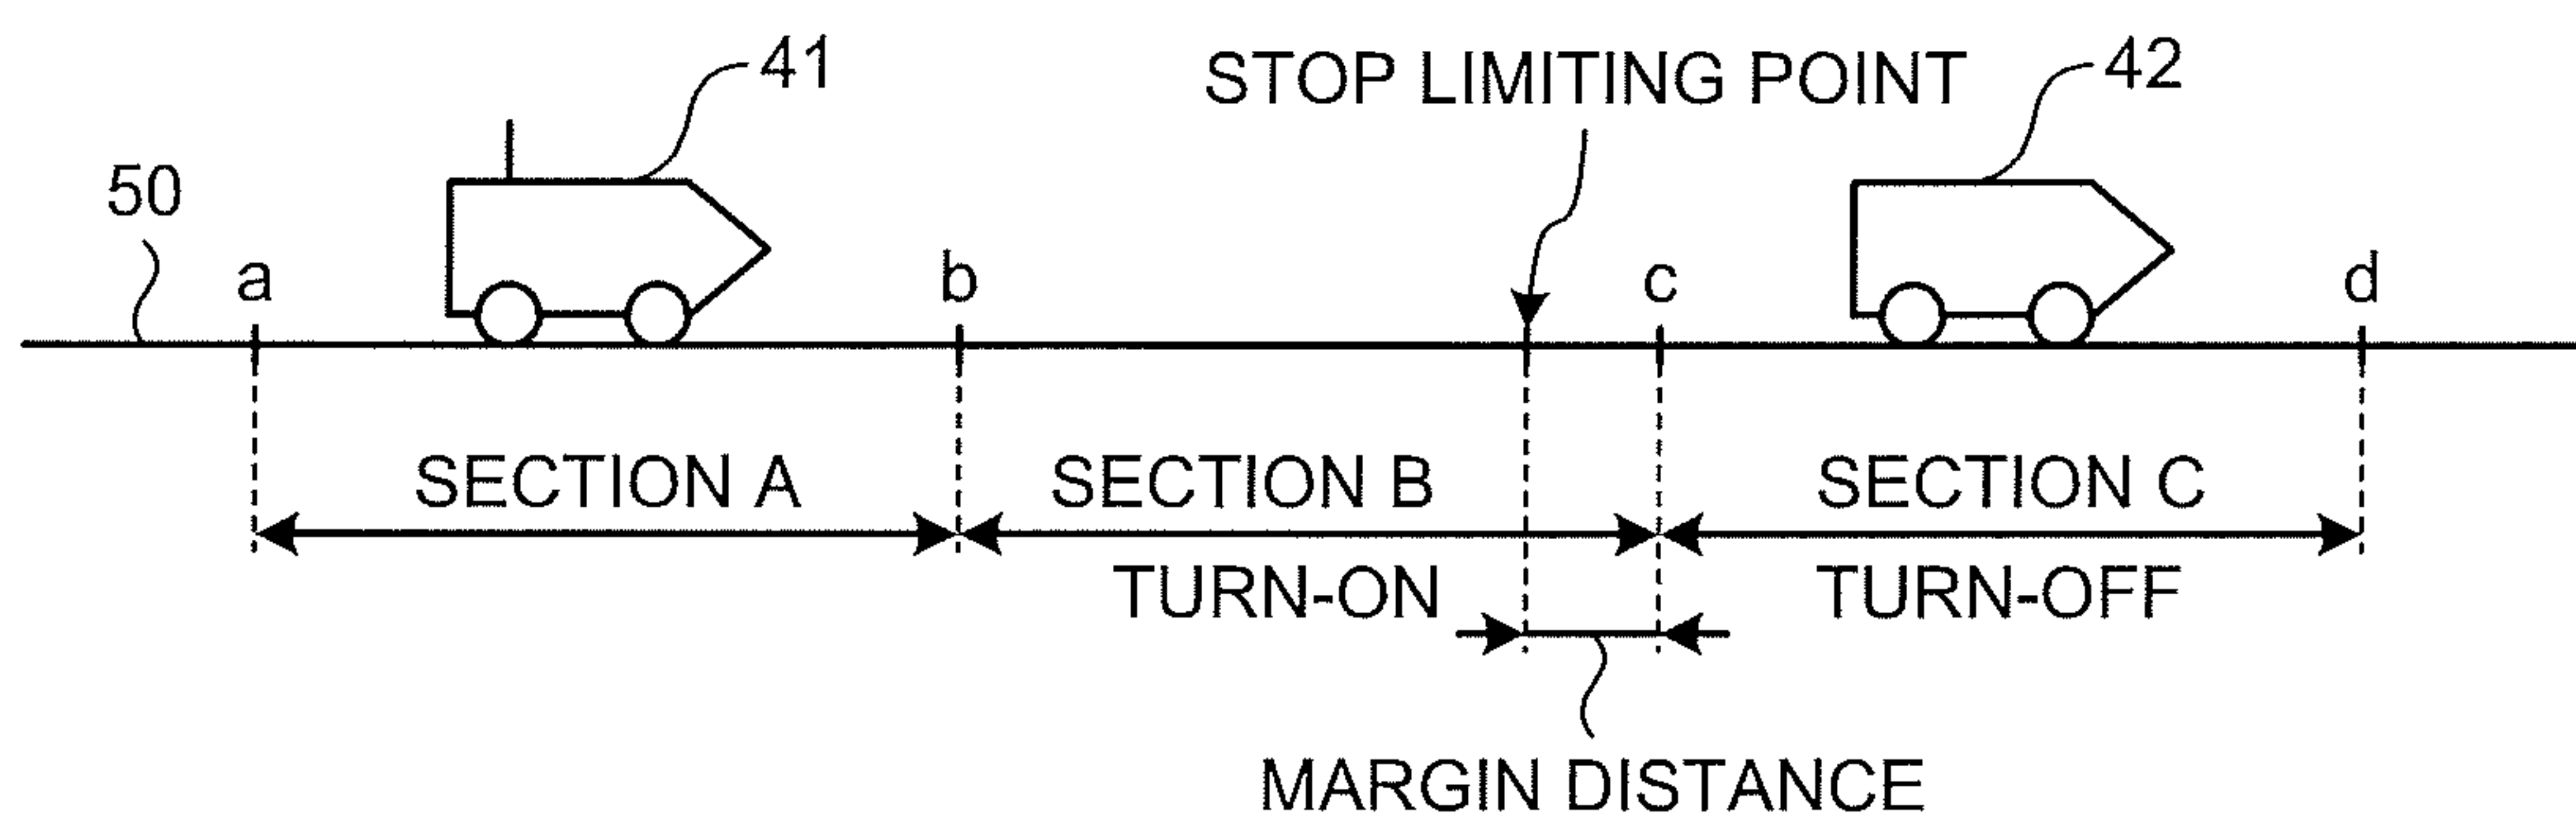 41
STOP LIMITING POINT
42
50
a
b
c
d
SECTION A
SECTION B
SECTION C
TURN-ON
TURN-OFF
MARGIN DISTANCE